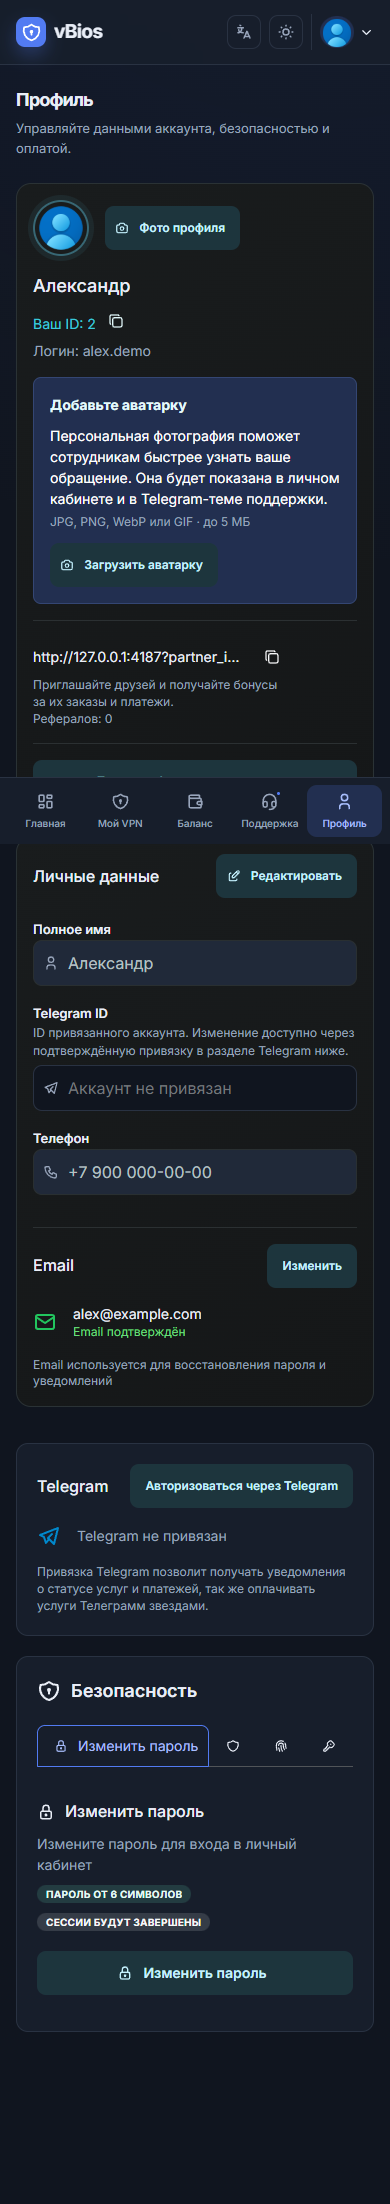 vBios
Профиль
Управляйте данными аккаунта, безопасностью и
оплатой.
Фото профиля
Александр
Ваш ID: 2
Логин: alex.demo
Добавьте аватарку
Персональная фотография поможет
сотрудникам быстрее узнать ваше
обращение. Она будет показана в личном
кабинете и в Telegram-теме поддержки.
JPG, PNG, WebP или GIF · до 5 МБ
Загрузить аватарку
http://127.0.0.1:4187?partner_i...
Приглашайте друзей и получайте бонусы
за их заказы и платежи.
Рефералов: 0
Главная
Мой VPN
Баланс
Поддержка
Профиль
Личные данные
Редактировать
Полное имя
Александр
Telegram ID
ID привязанного аккаунта. Изменение доступно через
подтверждённую привязку в разделе Telegram ниже.
Аккаунт не привязан
Телефон
+7 900 000-00-00
Email
Изменить
alex@example.com
Email подтверждён
Email используется для восстановления пароля и
уведомлений
Telegram
Авторизоваться через Telegram
Telegram не привязан
Привязка Telegram позволит получать уведомления
о статусе услуг и платежей, так же оплачивать
услуги Телеграмм звездами.
Безопасность
Изменить пароль
Изменить пароль
Измените пароль для входа в личный
кабинет
ПАРОЛЬ ОТ 6 СИМВОЛОВ
СЕССИИ БУДУТ ЗАВЕРШЕНЫ
Изменить пароль